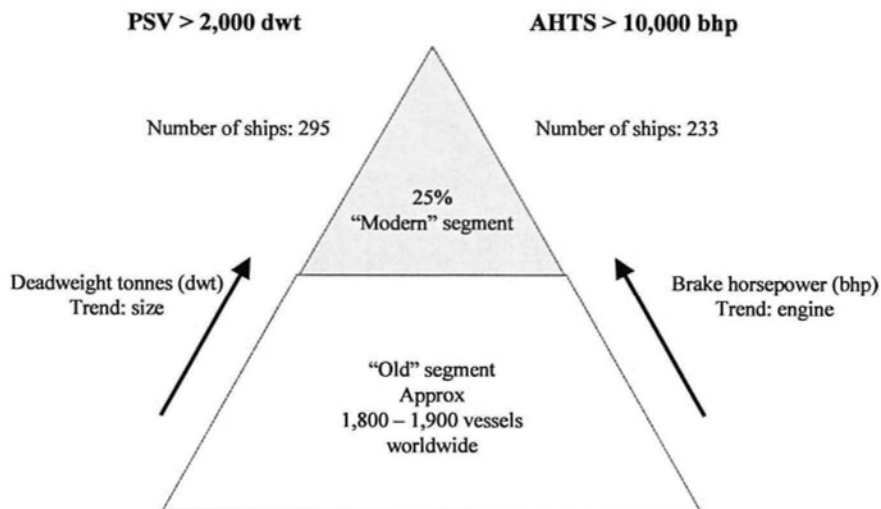 PSV > 2,000 dwt
AHTS > 10,000 bhp
Number of ships: 295
Number of ships: 233
25%
“Modern” segment
Deadweight tonnes (dwt)
Trend: size
Brake horsepower (bhp)
Trend: engine
“Old” segment
Approx
1,800 – 1,900 vessels
worldwide